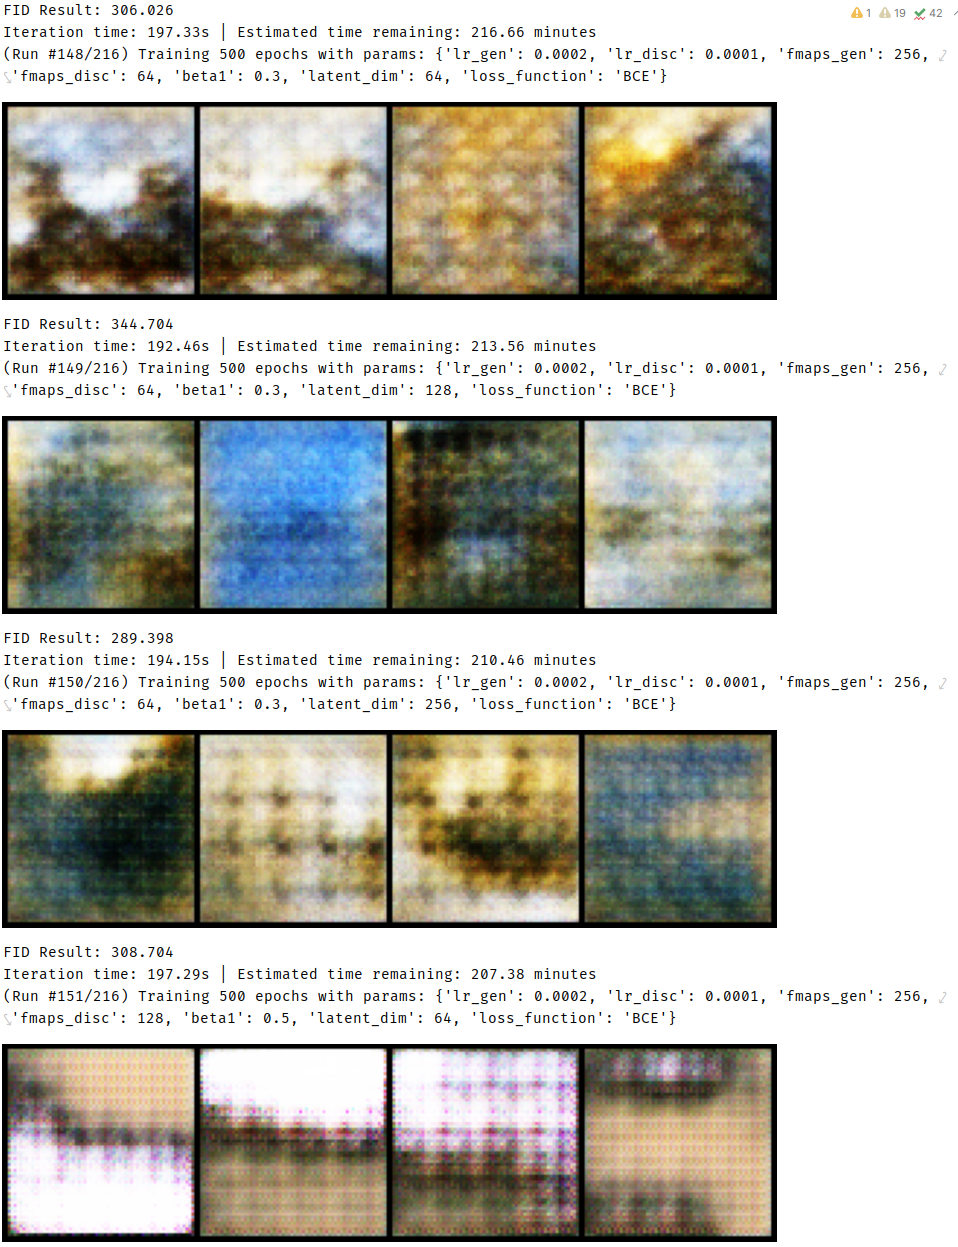 FID Result: 306.026
1 19 42
Iteration time: 197.33s | Estimated time remaining: 216.66 minutes
(Run #148/216) Training 500 epochs with params: {'lr_gen': 0.0002, 'lr_disc': 0.0001, 'fmaps_gen': 256,
'fmaps_disc': 64, 'beta1': 0.3, 'latent_dim': 64, 'loss_function': 'BCE'}
FID Result: 344.704
Iteration time: 192.46s | Estimated time remaining: 213.56 minutes
(Run #149/216) Training 500 epochs with params: {'lr_gen': 0.0002, 'lr_disc': 0.0001, 'fmaps_gen': 256,
'fmaps_disc': 64, 'beta1': 0.3, 'latent_dim': 128, 'loss_function': 'BCE'}
FID Result: 289.398
Iteration time: 194.15s | Estimated time remaining: 210.46 minutes
(Run #150/216) Training 500 epochs with params: {'lr_gen': 0.0002, 'lr_disc': 0.0001, 'fmaps_gen': 256,
'fmaps_disc': 64, 'beta1': 0.3, 'latent_dim': 256, 'loss_function': 'BCE'}
FID Result: 308.704
Iteration time: 197.29s | Estimated time remaining: 207.38 minutes
(Run #151/216) Training 500 epochs with params: {'lr_gen': 0.0002, 'lr_disc': 0.0001, 'fmaps_gen': 256,
'fmaps_disc': 128, 'beta1': 0.5, 'latent_dim': 64, 'loss_function': 'BCE'}